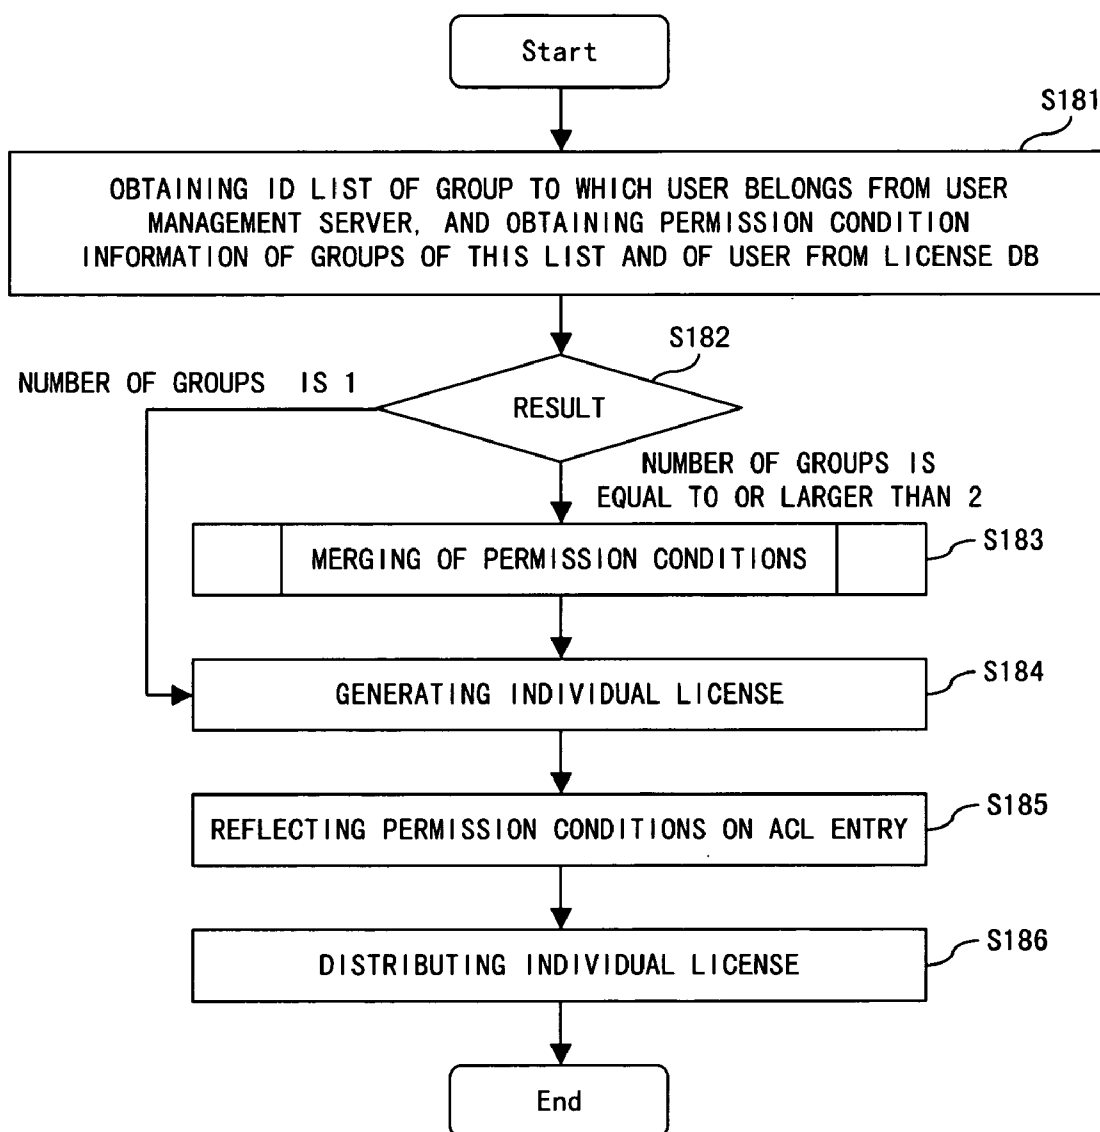 Start
S181
OBTAINING ID LIST OF GROUP TO WHICH USER BELONGS FROM USER
MANAGEMENT SERVER, AND OBTAINING PERMISSION CONDITION
INFORMATION OF GROUPS OF THIS LIST AND OF USER FROM LICENSE DB
S182
NUMBER OF GROUPS IS 1
RESULT
NUMBER OF GROUPS IS
EQUAL TO OR LARGER THAN 2
MERGING OF PERMISSION CONDITIONS
S183
GENERATING INDIVIDUAL LICENSE
S184
REFLECTING PERMISSION CONDITIONS ON ACL ENTRY
S185
DISTRIBUTING INDIVIDUAL LICENSE
S186
End